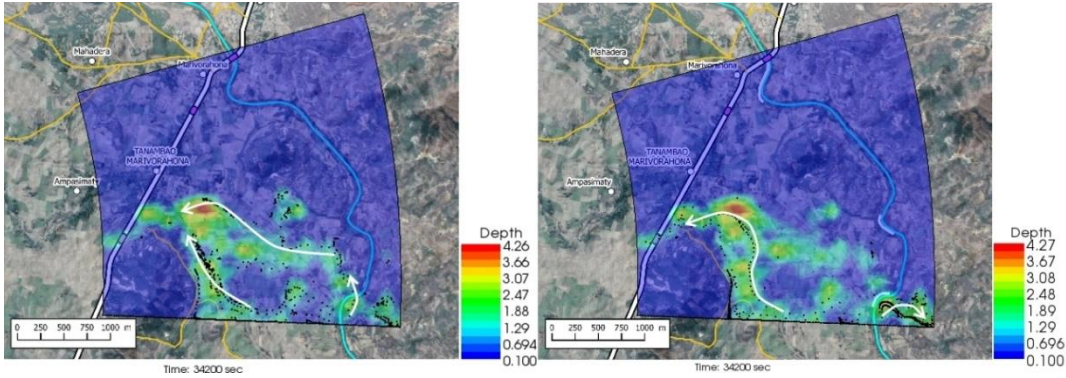 Mahadera
Marivorahona
TANAMBAO
MARIVORAHONA
Ampasimaty
Depth
4.26
3.66
3.07
2.47
1.88
1.29
0.694
0.100
0 250 500 750 1000 m
Time: 34200 sec
Mahadera
Marivorahona
TANAMBAO
MARIVORAHONA
Ampasimaty
Depth
4.27
3.67
3.08
2.48
1.89
1.29
0.696
0.100
0 250 500 750 1000 m
Time: 34200 sec